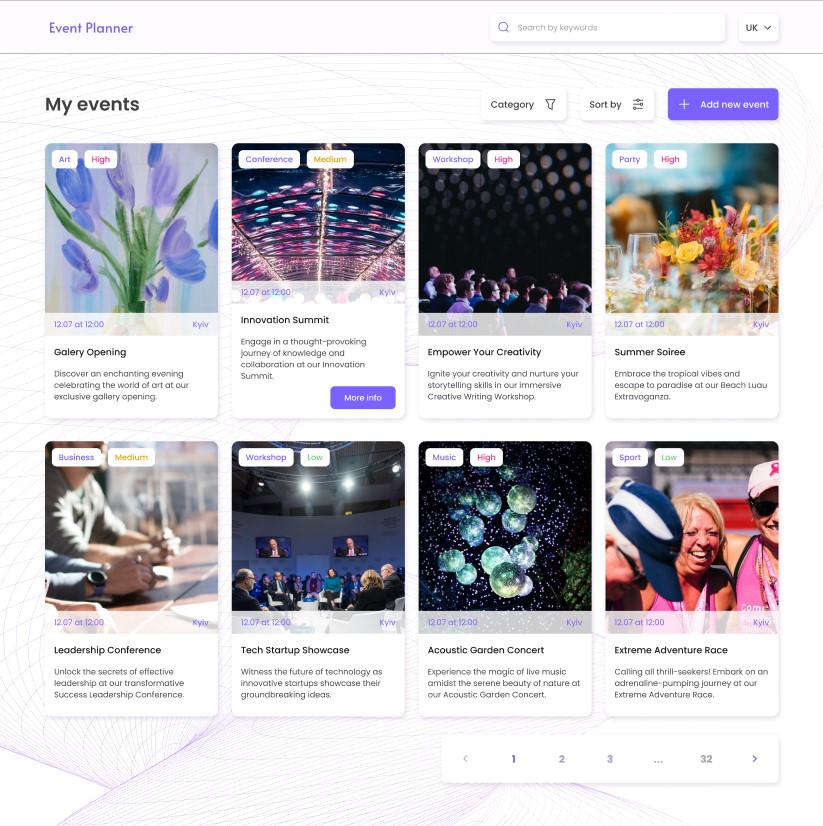 Event Planner
Search by keywords
UK
My events
Category
Sort by
Add new event
Art
High
12.07 at 12:00
Kyiv
Galery Opening
Discover an enchanting evening
celebrating the world of art at our
exclusive gallery opening.
Conference
Medium
12.07 at 12:00
Kyiv
Innovation Summit
Engage in a thought-provoking
journey of knowledge and
collaboration at our Innovation
Summit.
More info
Workshop
High
12.07 at 12:00
Kyiv
Empower Your Creativity
Ignite your creativity and nurture your
storytelling skills in our immersive
Creative Writing Workshop.
Party
High
12.07 at 12:00
Kyiv
Summer Soiree
Embrace the tropical vibes and
escape to paradise at our Beach Luau
Extravaganza.
Business
Medium
12.07 at 12:00
Kyiv
Leadership Conference
Unlock the secrets of effective
leadership at our transformative
Success Leadership Conference.
Workshop
Low
12.07 at 12:00
Kyiv
Tech Startup Showcase
Witness the future of technology as
innovative startups showcase their
groundbreaking ideas.
Music
High
12.07 at 12:00
Kyiv
Acoustic Garden Concert
Experience the magic of live music
amidst the serene beauty of nature at
our Acoustic Garden Concert.
Sport
Low
12.07 at 12:00
Kyiv
Extreme Adventure Race
Calling all thrill-seekers! Embark on an
adrenaline-pumping journey at our
Extreme Adventure Race.
1 2 3 ... 32